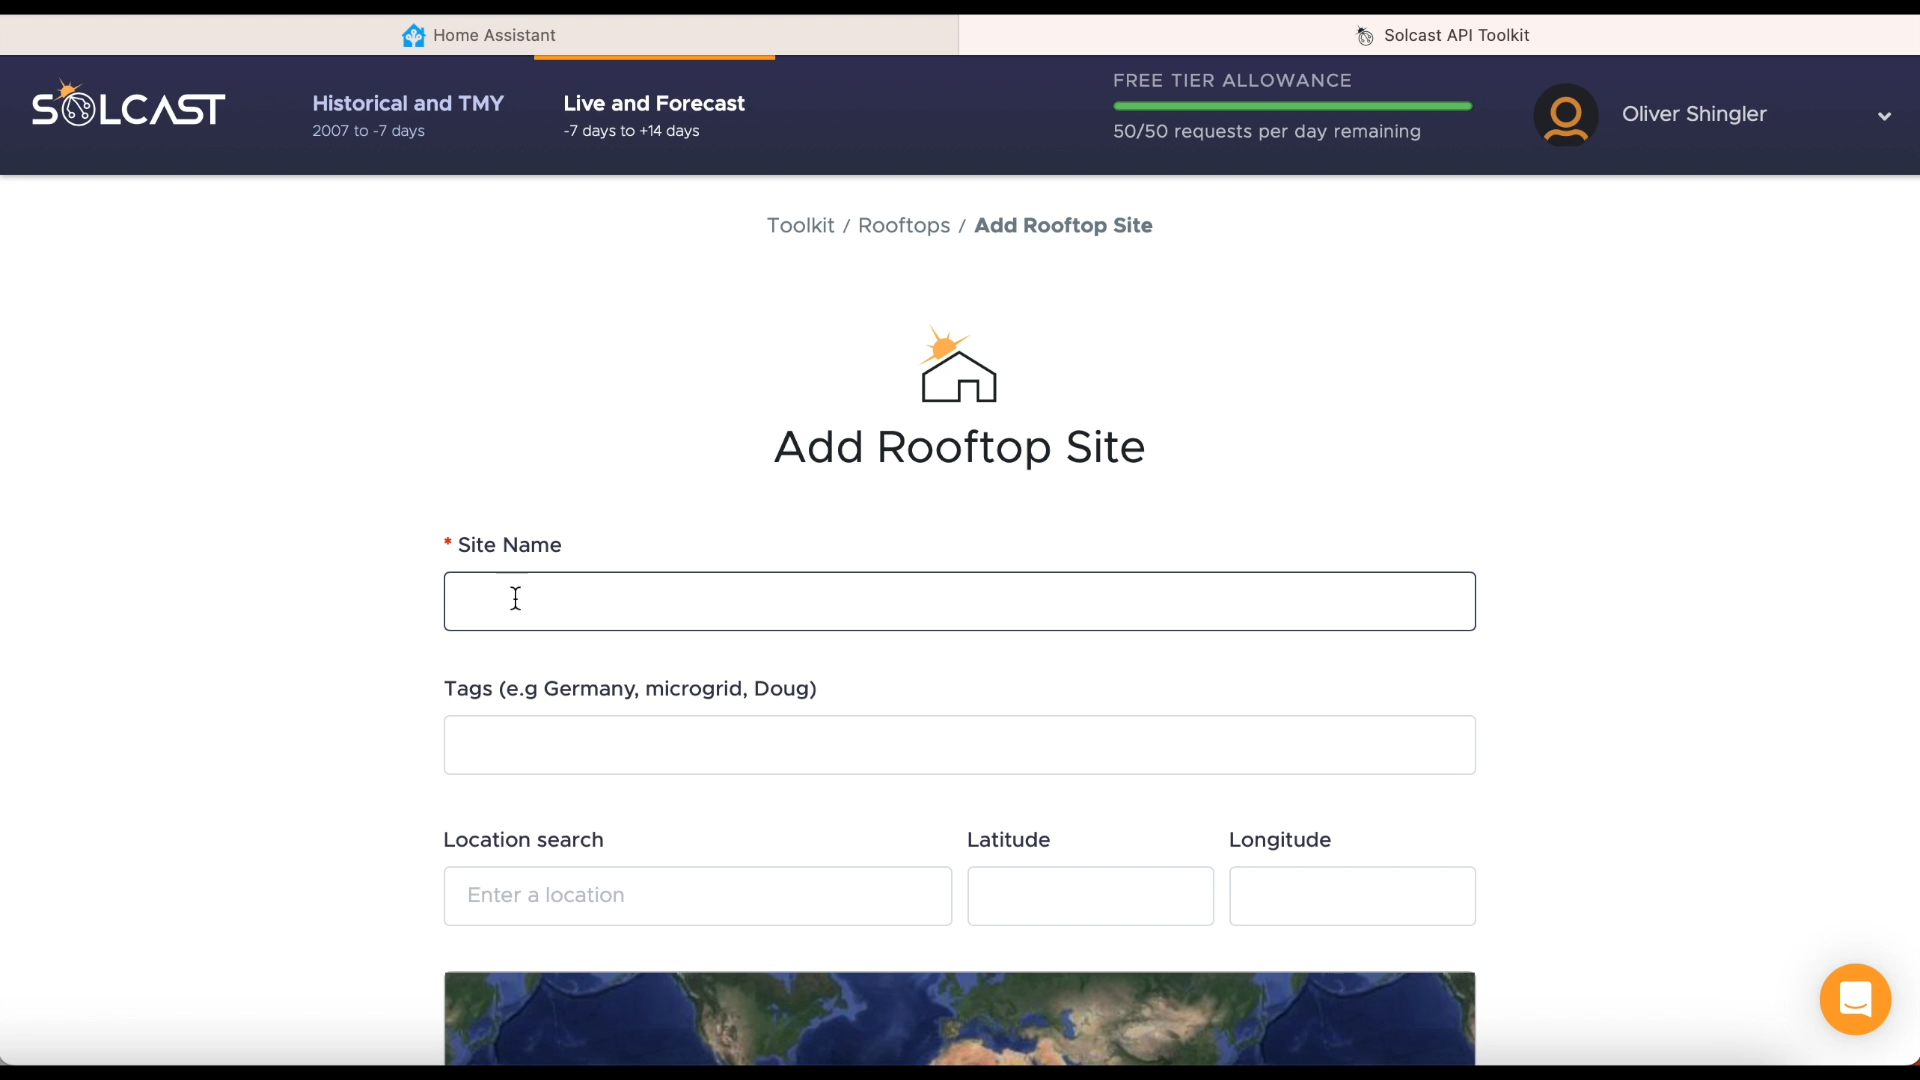 Home Assistant
Solcast API Toolkit
SOLCAST
Historical and TMY
2007 to -7 days
Live and Forecast
-7 days to +14 days
FREE TIER ALLOWANCE
50/50 requests per day remaining
Oliver Shingler
Toolkit / Rooftops / Add Rooftop Site
Add Rooftop Site
* Site Name
Tags (e.g Germany, microgrid, Doug)
Location search
Latitude
Longitude
Enter a location